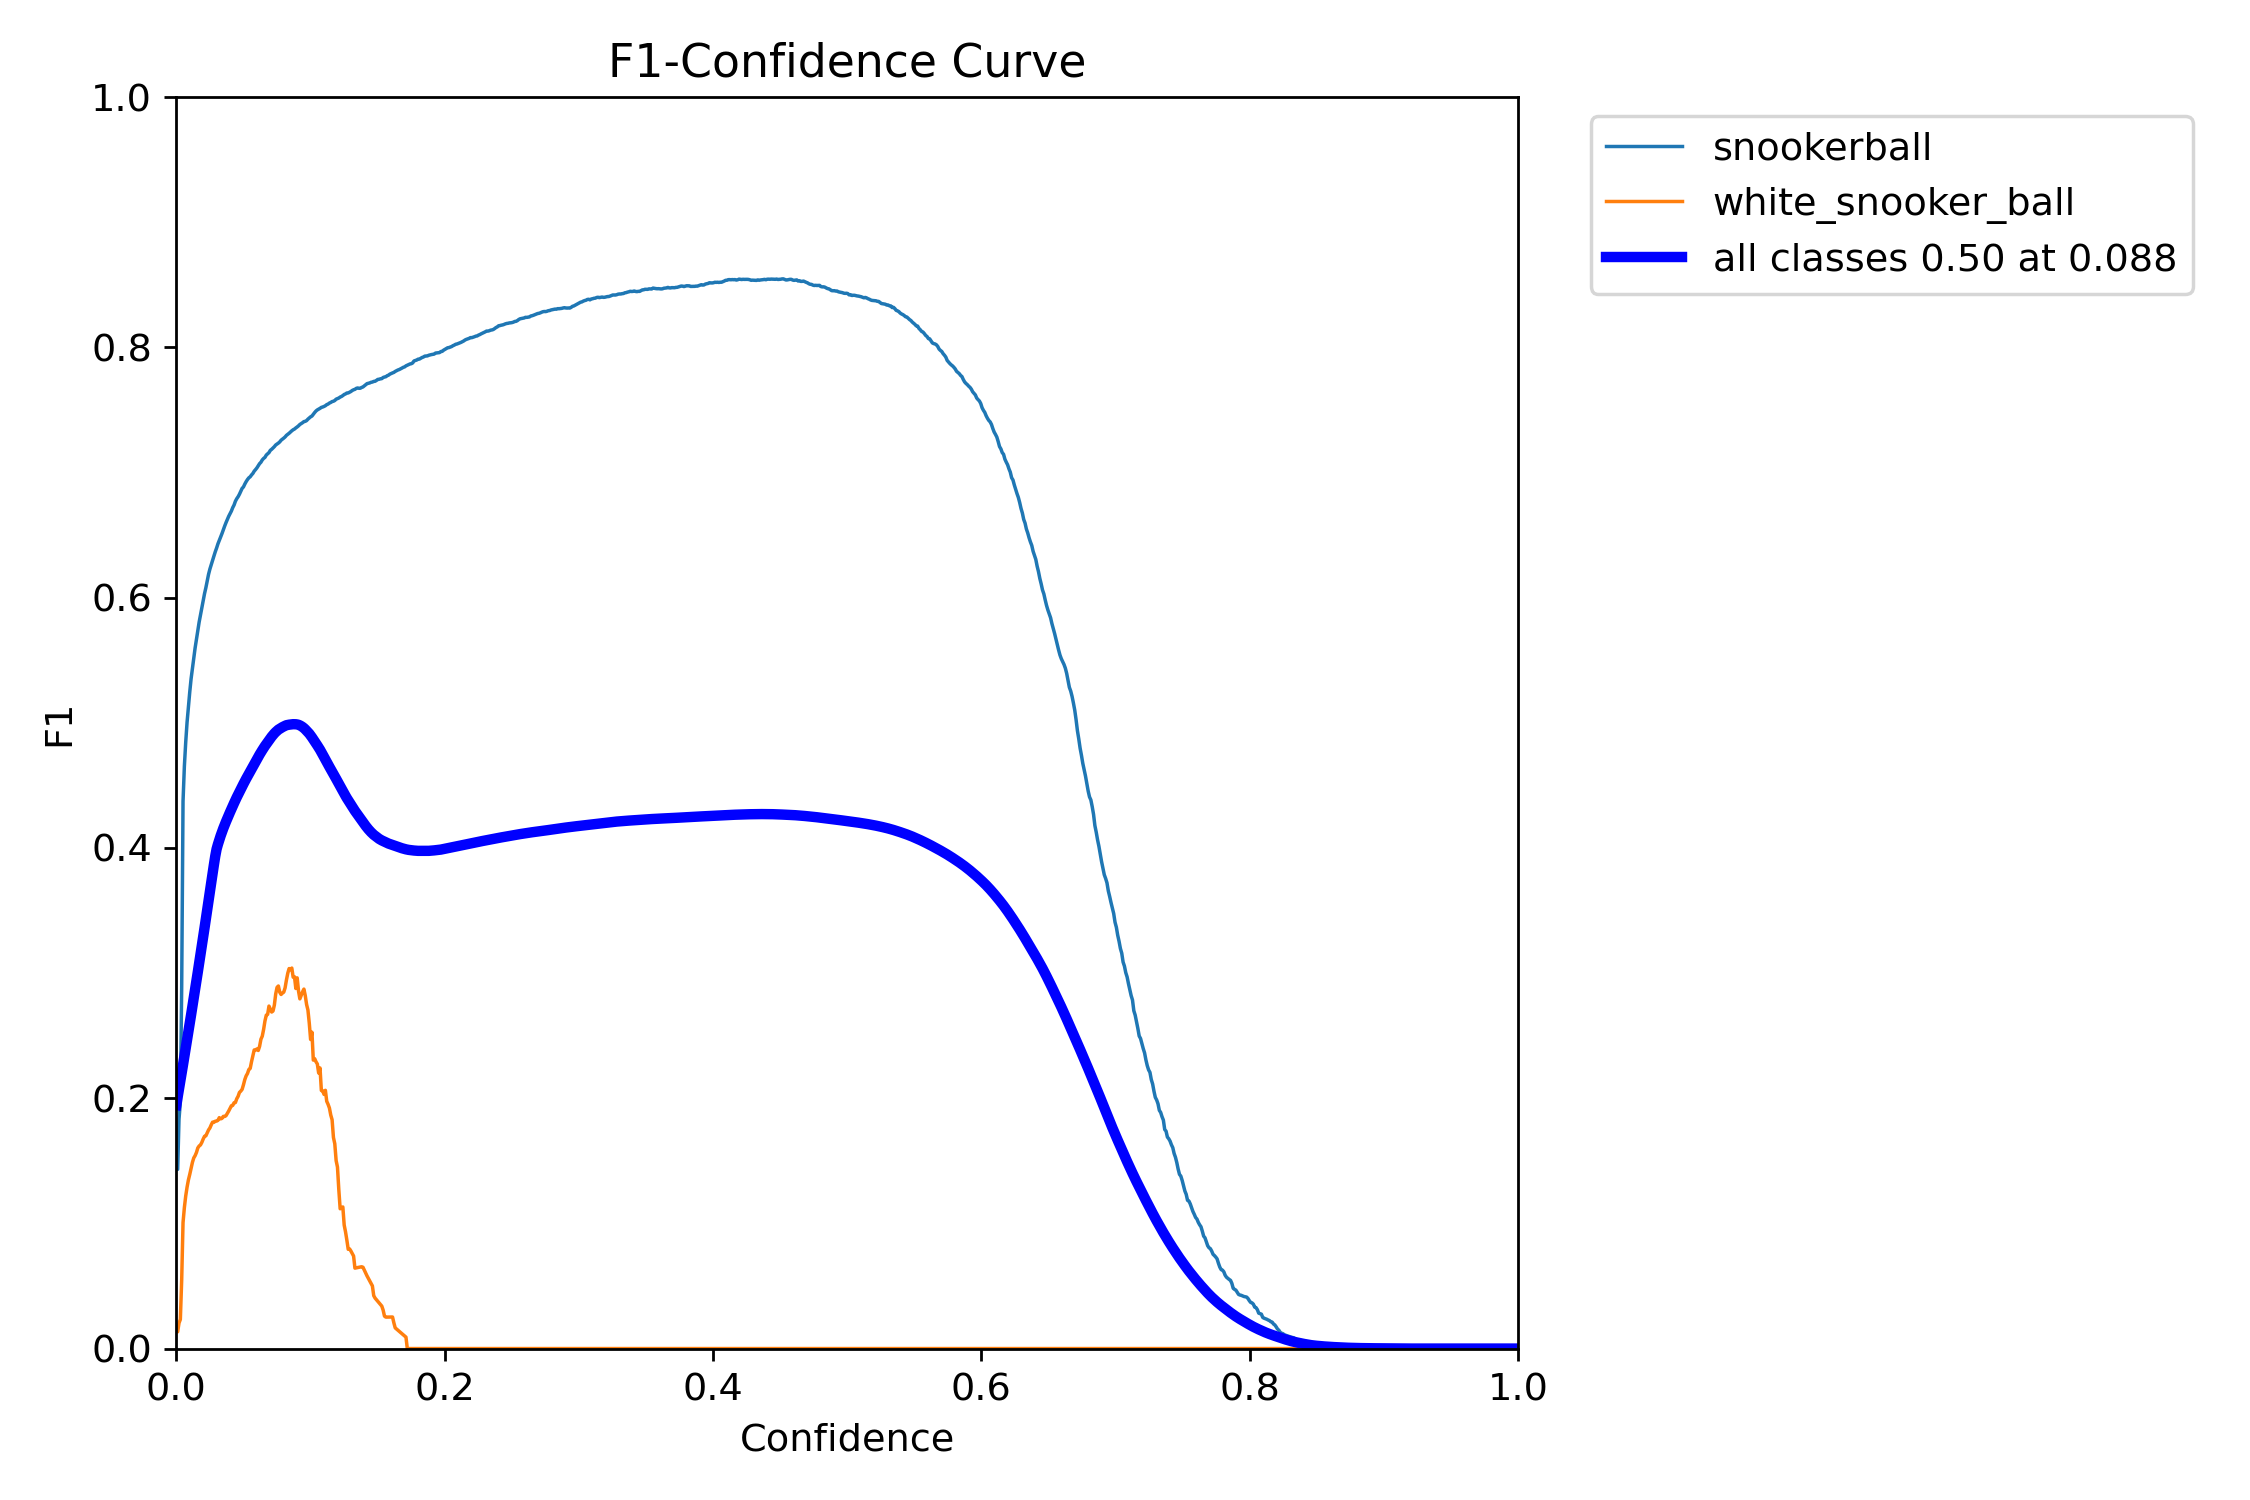 F1-Confidence Curve
snookerball
white_snooker_ball
all classes 0.50 at 0.088
F1
1.0
0.8
0.6
0.4
0.2
0.0
0.0 0.2 0.4 0.6 0.8 1.0
Confidence